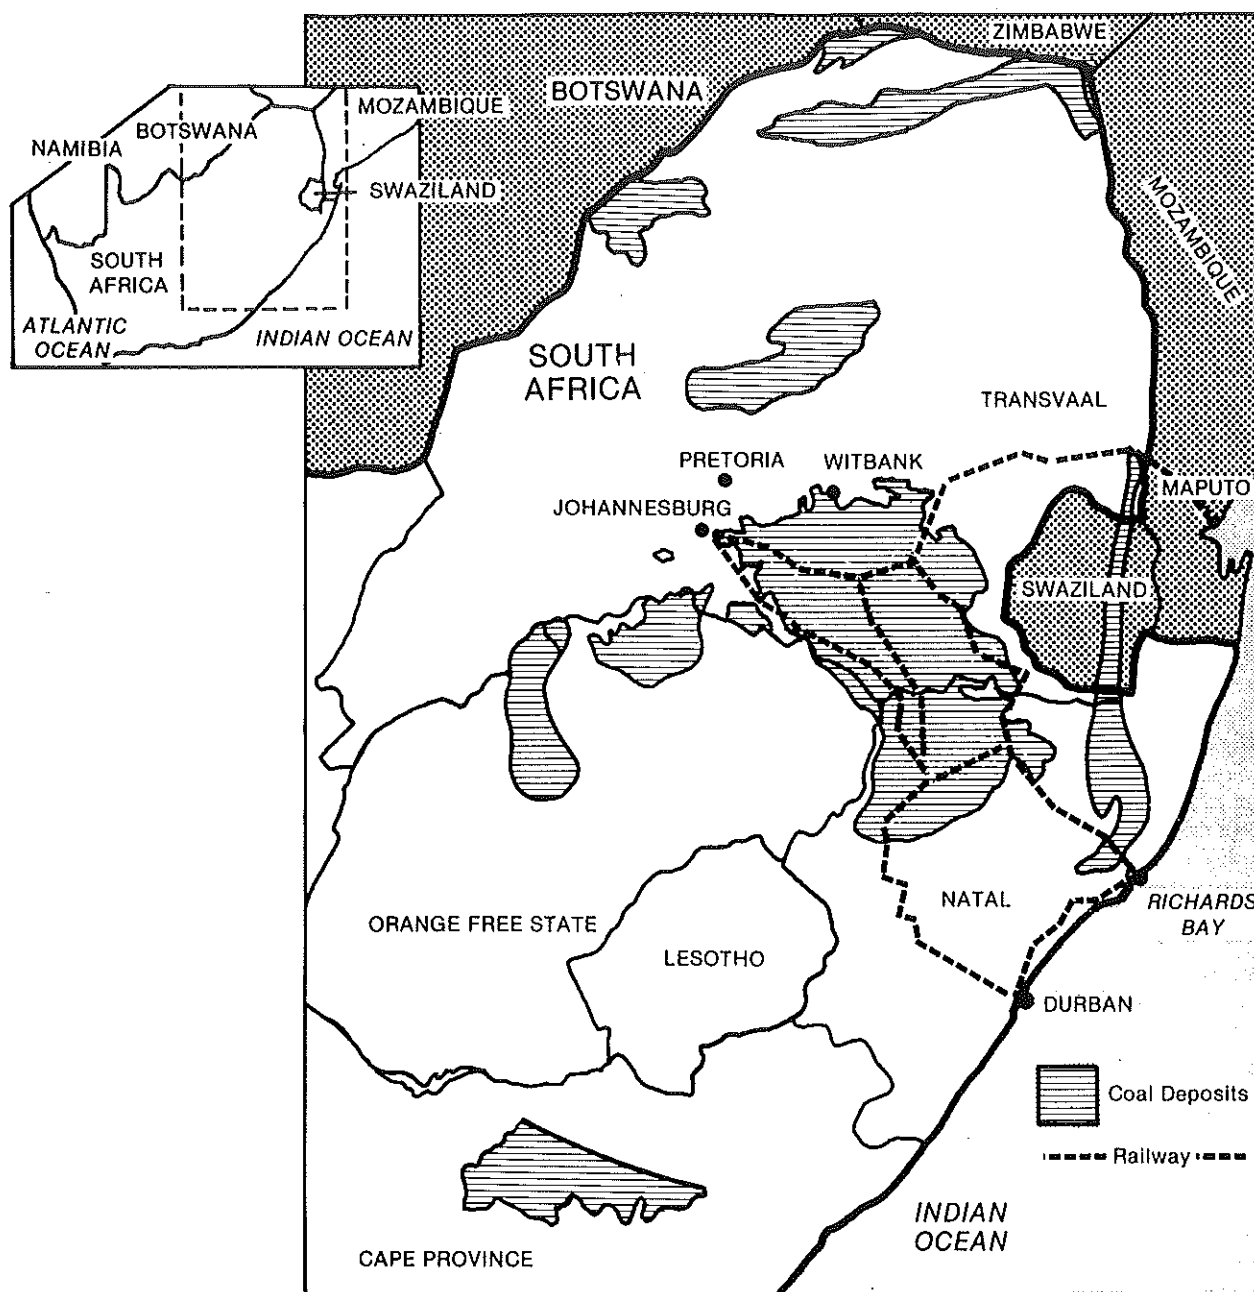 ZIMBABWE
BOTSWANA
MOZAMBIQUE
BOTSWANA
NAMIBIA
SWAZILAND
SOUTH
AFRICA
ATLANTIC
OCEAN
INDIAN OCEAN
MOZAMBIQUE
SOUTH
AFRICA
TRANSVAAL
PRETORIA
WITBANK
MAPUTO
JOHANNESBURG
SWAZILAND
NATAL
RICHARDS
BAY
ORANGE FREE STATE
LESOTHO
DURBAN
Coal Deposits
Railway
INDIAN
OCEAN
CAPE PROVINCE